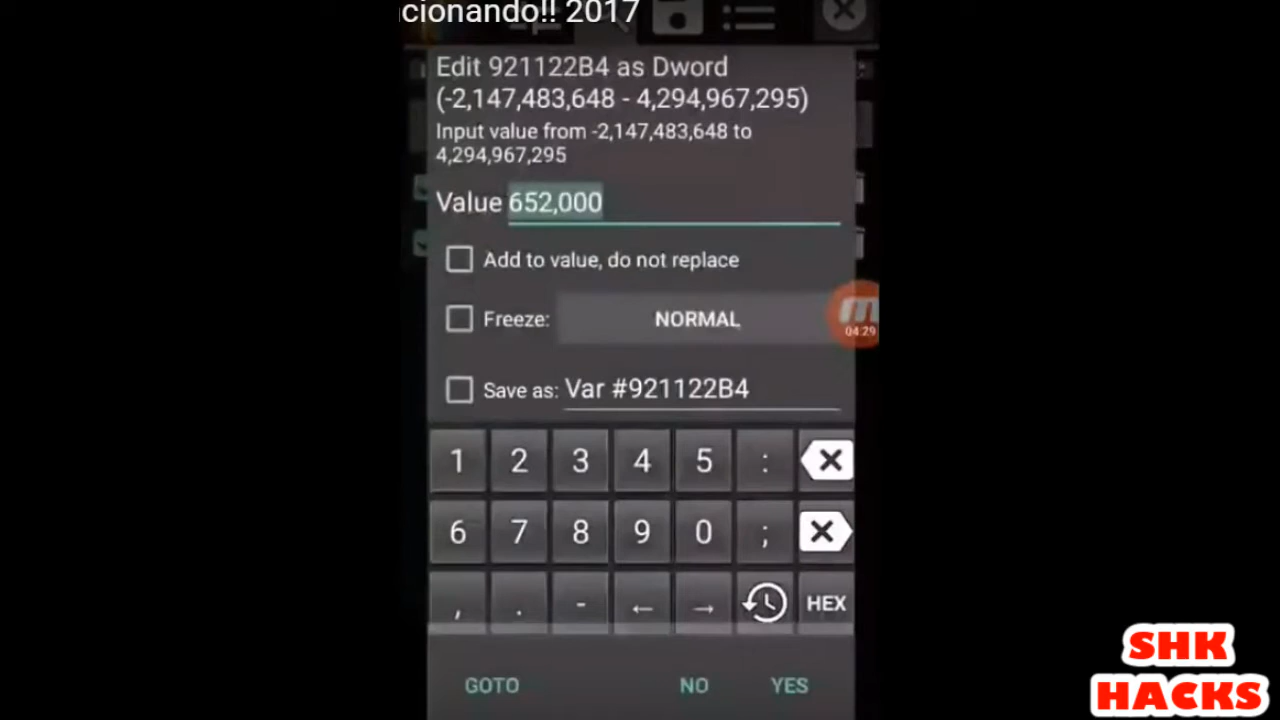 cionando!! 2017
Edit 921122B4 as Dword
(-2,147,483,648 - 4,294,967,295)
Input value from -2,147,483,648 to
4,294,967,295
Value 652,000
Add to value, do not replace
Freeze: NORMAL
04:29
Save as: Var #921122B4
1 2 3 4 5 :
6 7 8 9 0 ;
, . - ← → HEX
GOTO NO YES
SHK
HACKS